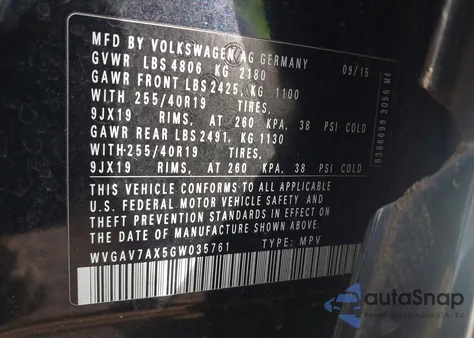 MFD BY VOLKSWAGEN AG GERMANY
GVWR LBS 4806 KG 2180 09/15
GAWR FRONT LBS 2425, KG 1100
WITH 255/40R19 TIRES,
9JX19 RIMS, AT 260 KPA, 38 PSI COLD
GAWR REAR LBS 2491, KG 1130
WITH 255/40R19 TIRES,
9JX19 RIMS, AT 260 KPA, 38 PSI COLD
THIS VEHICLE CONFORMS TO ALL APPLICABLE
U.S. FEDERAL MOTOR VEHICLE SAFETY AND
THEFT PREVENTION STANDARDS IN EFFECT ON
THE DATE OF MANUFACTURE SHOWN ABOVE
WVGAV7AX5GW035761 TYPE: MPV
6366699 3056 M4
autoSnap